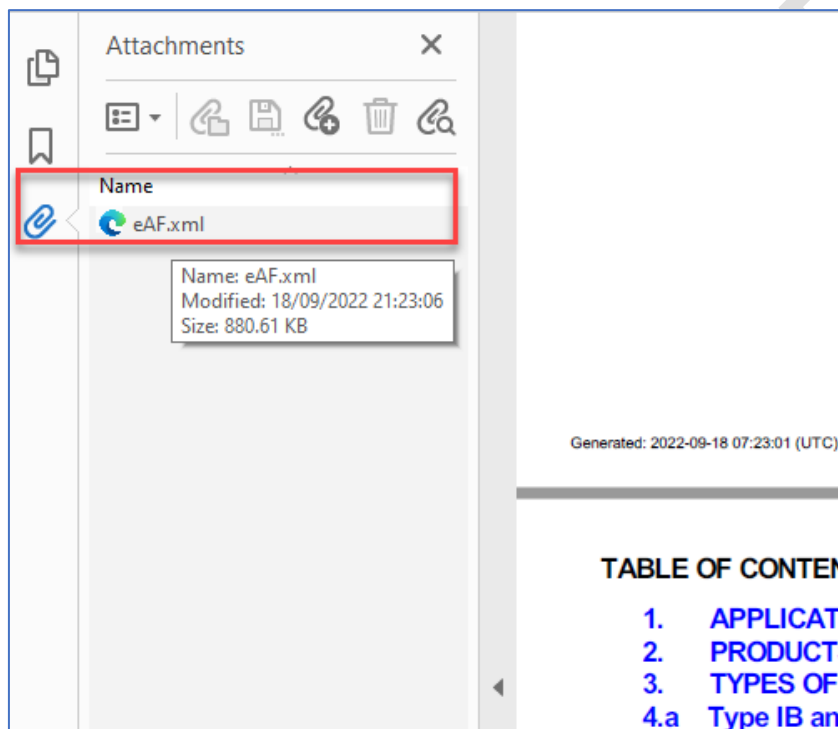 Attachments
Name
eAF.xml
Name: eAF.xml
Modified: 18/09/2022 21:23:06
Size: 880.61 KB
Generated: 2022-09-18 07:23:01 (UTC)
TABLE OF CONTEN
1. APPLICAT
2. PRODUCT
3. TYPES OF
4.a Type IB an